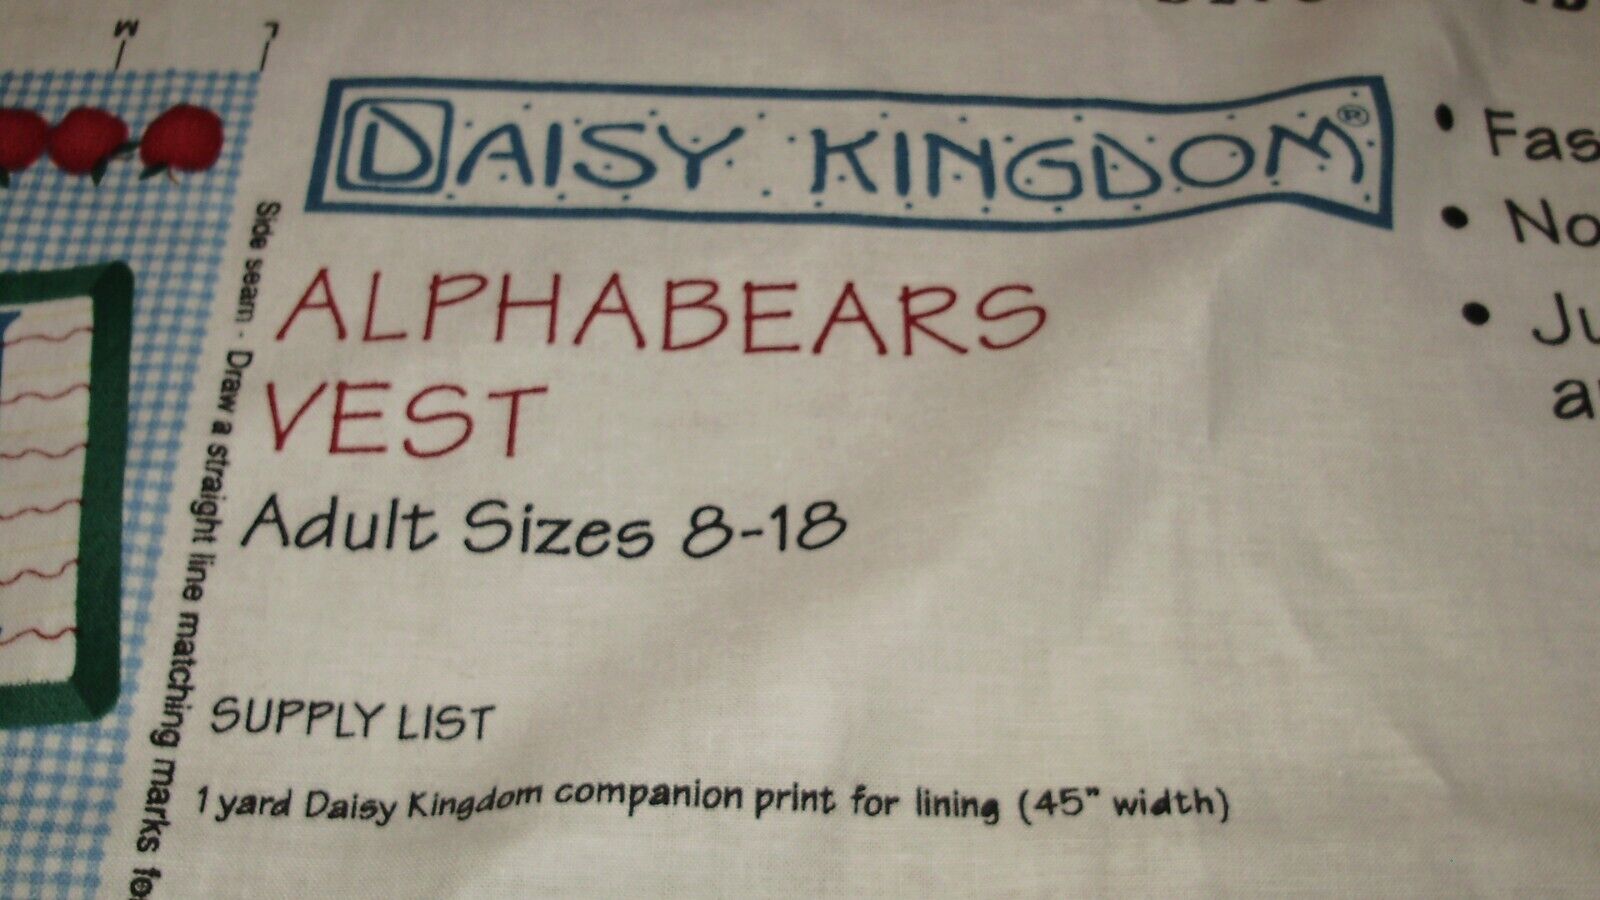 M L
DAISY KINGDOM®
ALPHABEARS
VEST
Adult Sizes 8-18
SUPPLY LIST
1 yard Daisy Kingdom companion print for lining (45" width)
Side seam - Draw a straight line matching marks
No